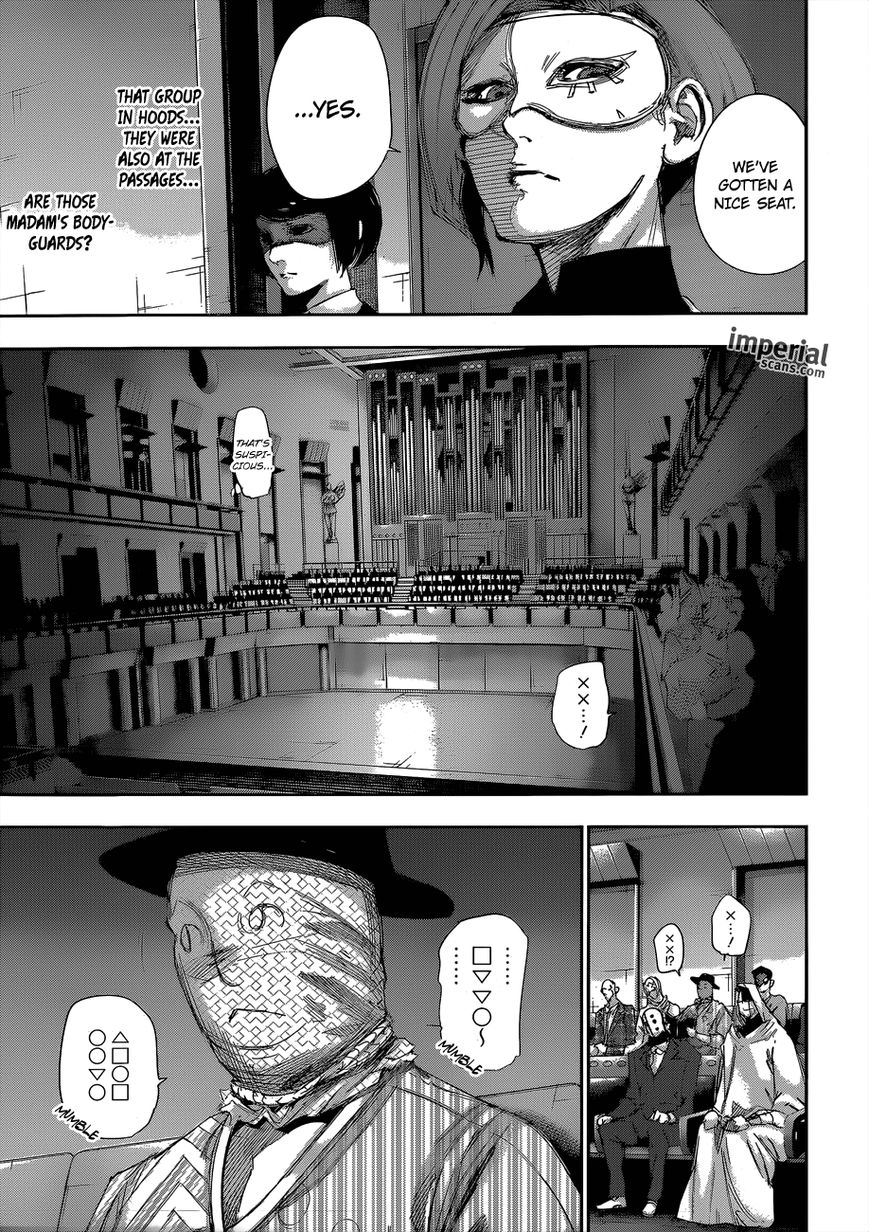 WE'VE
GOTTEN A
NICE SEAT.
...YES.
THAT GROUP
IN HOODS...
THEY WERE
ALSO AT THE
PASSAGES...
ARE THOSE
MADAM'S BODY-
GUARDS?
imperial
scans.com
THAT'S
SUSPI-
CIOUS...
××…!
×…!
××!?
……□▽▽○~……
MUMBLE
△□○□
○○▽○
MUMBLE